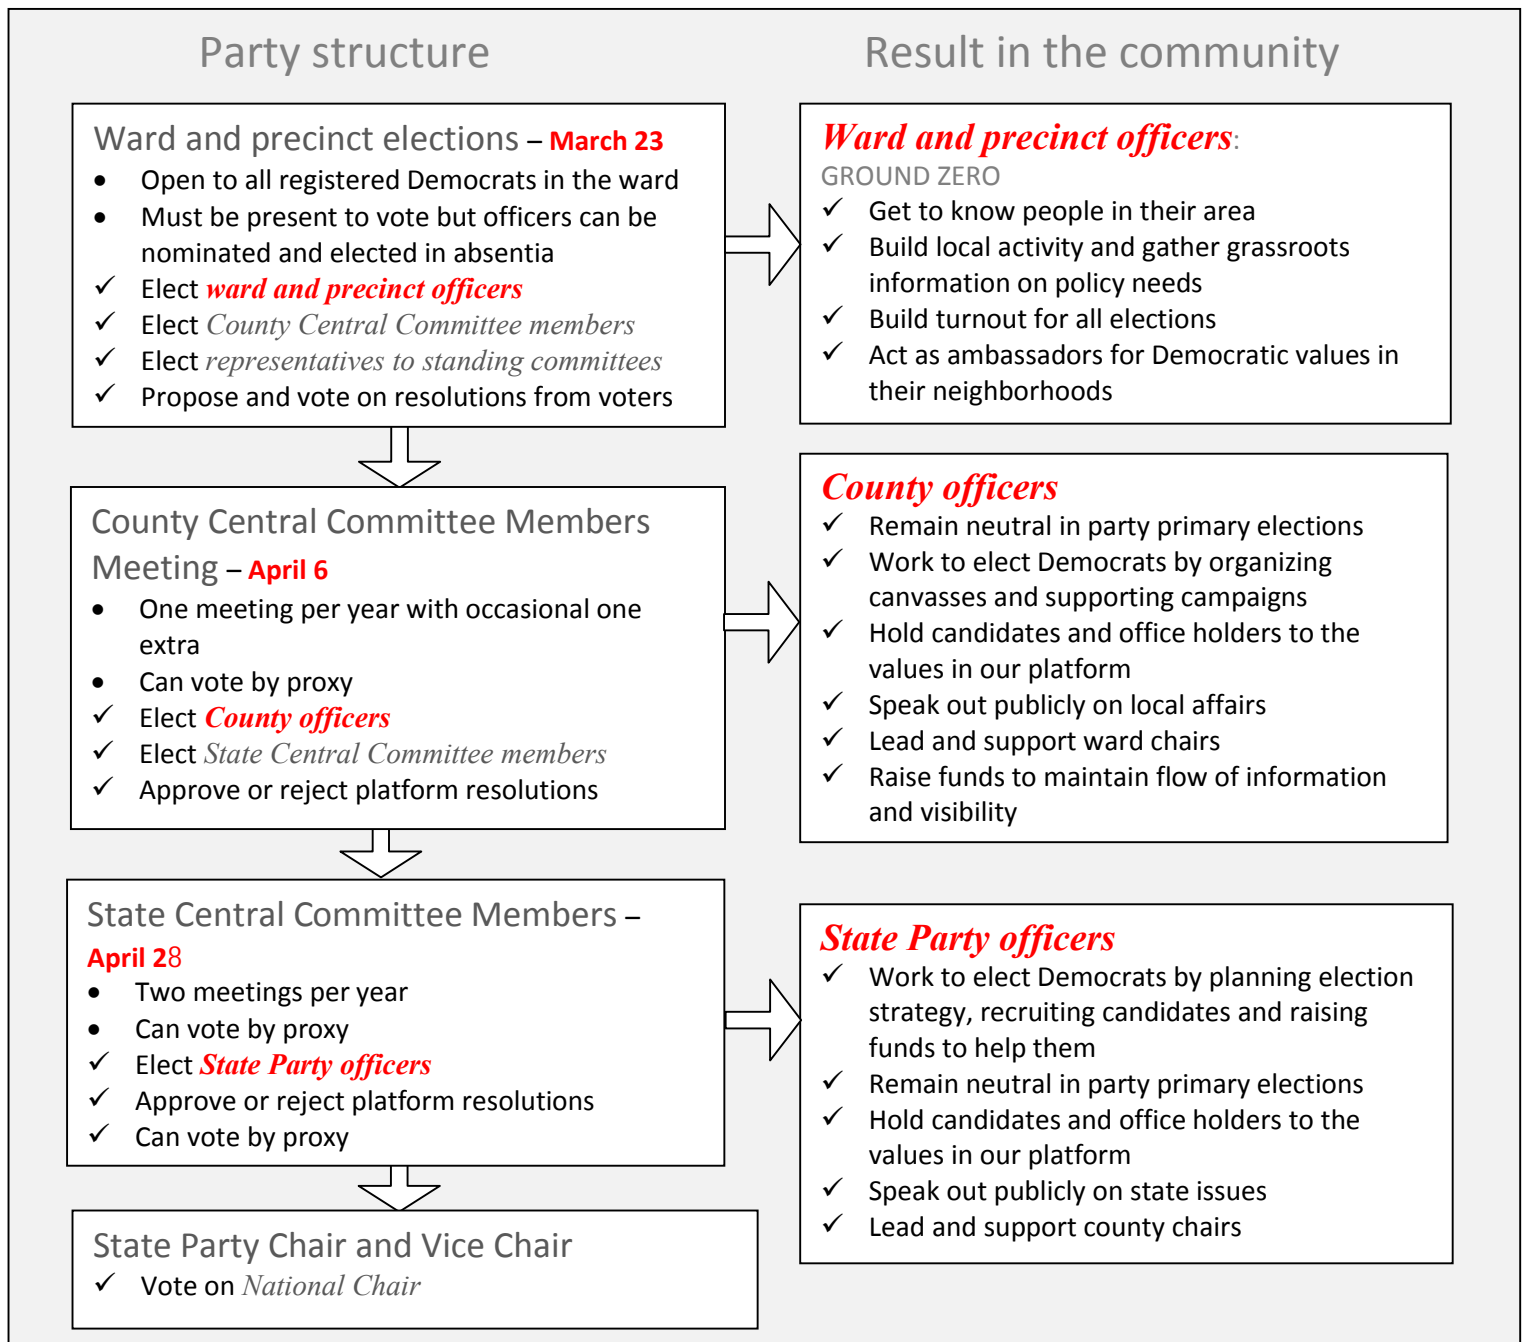 Party structure
Result in the community
Ward and precinct elections – March 23
• Open to all registered Democrats in the ward
• Must be present to vote but officers can be
nominated and elected in absentia
✓ Elect ward and precinct officers
✓ Elect County Central Committee members
✓ Elect representatives to standing committees
✓ Propose and vote on resolutions from voters
Ward and precinct officers:
GROUND ZERO
✓ Get to know people in their area
✓ Build local activity and gather grassroots
information on policy needs
✓ Build turnout for all elections
✓ Act as ambassadors for Democratic values in
their neighborhoods
County Central Committee Members
Meeting – April 6
• One meeting per year with occasional one
extra
• Can vote by proxy
✓ Elect County officers
✓ Elect State Central Committee members
✓ Approve or reject platform resolutions
County officers
✓ Remain neutral in party primary elections
✓ Work to elect Democrats by organizing
canvasses and supporting campaigns
✓ Hold candidates and office holders to the
values in our platform
✓ Speak out publicly on local affairs
✓ Lead and support ward chairs
✓ Raise funds to maintain flow of information
and visibility
State Central Committee Members –
April 28
• Two meetings per year
• Can vote by proxy
✓ Elect State Party officers
✓ Approve or reject platform resolutions
✓ Can vote by proxy
State Party officers
✓ Work to elect Democrats by planning election
strategy, recruiting candidates and raising
funds to help them
✓ Remain neutral in party primary elections
✓ Hold candidates and office holders to the
values in our platform
✓ Speak out publicly on state issues
✓ Lead and support county chairs
State Party Chair and Vice Chair
✓ Vote on National Chair